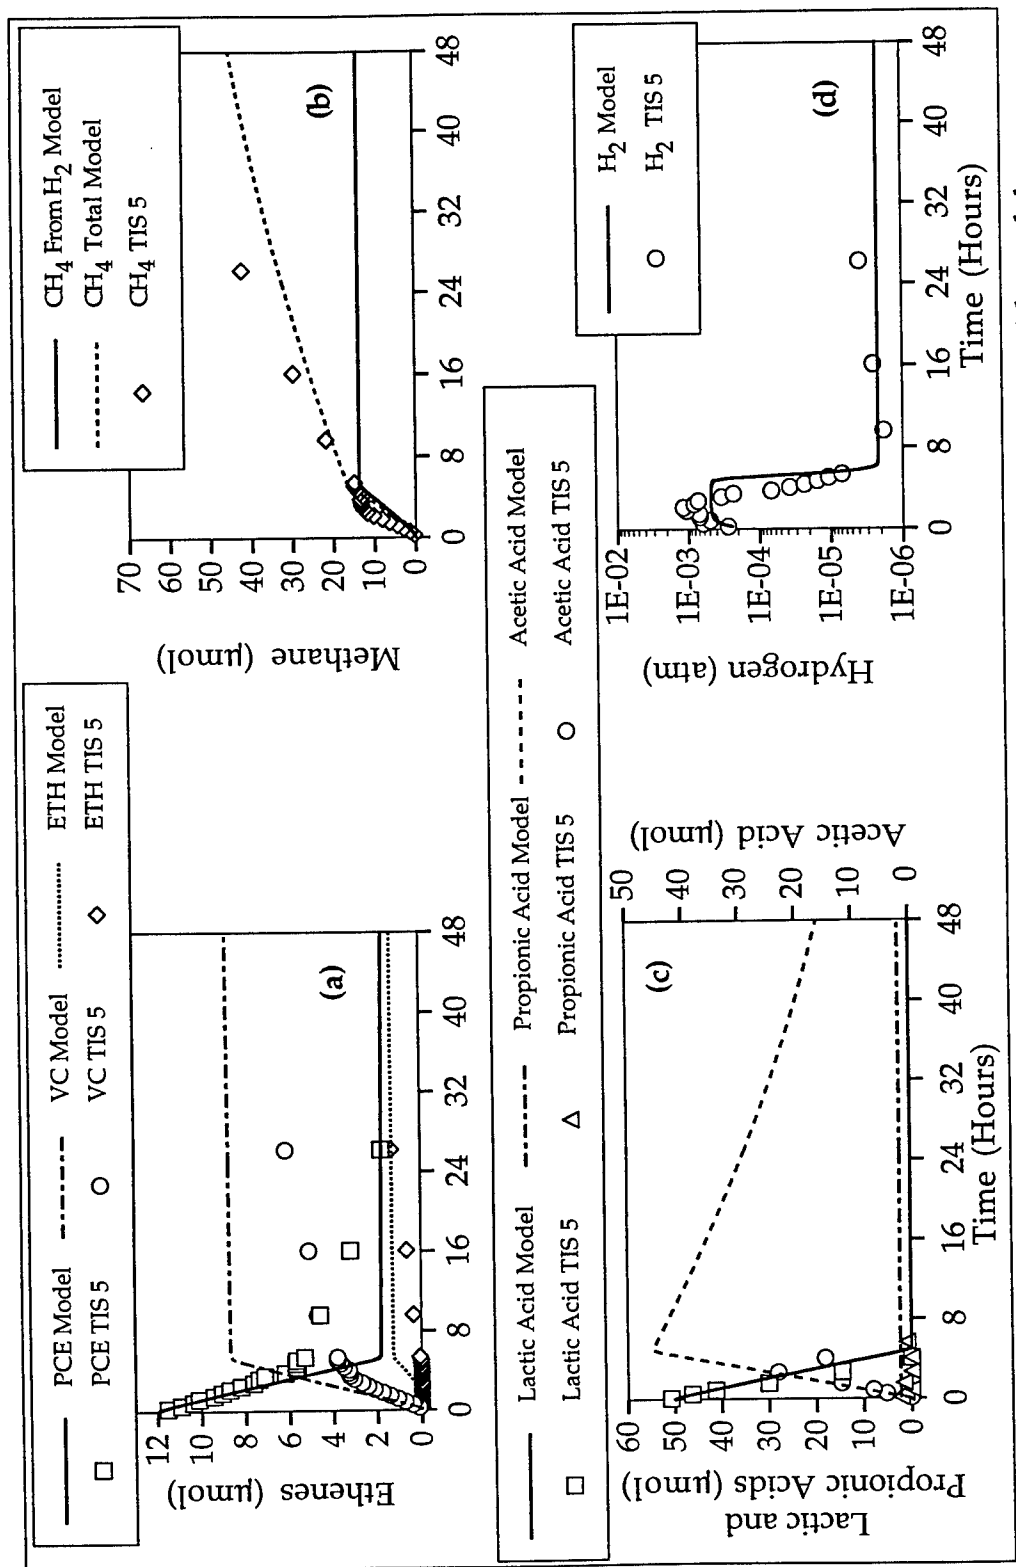 PCE Model
VC Model
ETH Model
PCE TIS 5
VC TIS 5
ETH TIS 5
Ethenes (µmol)
12
10
8
6
4
2
0
(a)
0
8
16
24
32
40
48
CH4 From H2 Model
CH4 Total Model
CH4 TIS 5
Methane (µmol)
70
60
50
40
30
20
10
0
(b)
0
8
16
24
32
40
48
Lactic Acid Model
Propionic Acid Model
Acetic Acid Model
Lactic Acid TIS 5
Propionic Acid TIS 5
Acetic Acid TIS 5
Lactic and
Propionic Acids (µmol)
60
50
40
30
20
10
0
(c)
50
40
30
20
10
0
Acetic Acid (µmol)
0
8
16
24
32
40
48
Time (Hours)
H2 Model
H2 TIS 5
Hydrogen (atm)
1E-02
1E-03
1E-04
1E-05
1E-06
(d)
0
8
16
24
32
40
48
Time (Hours)